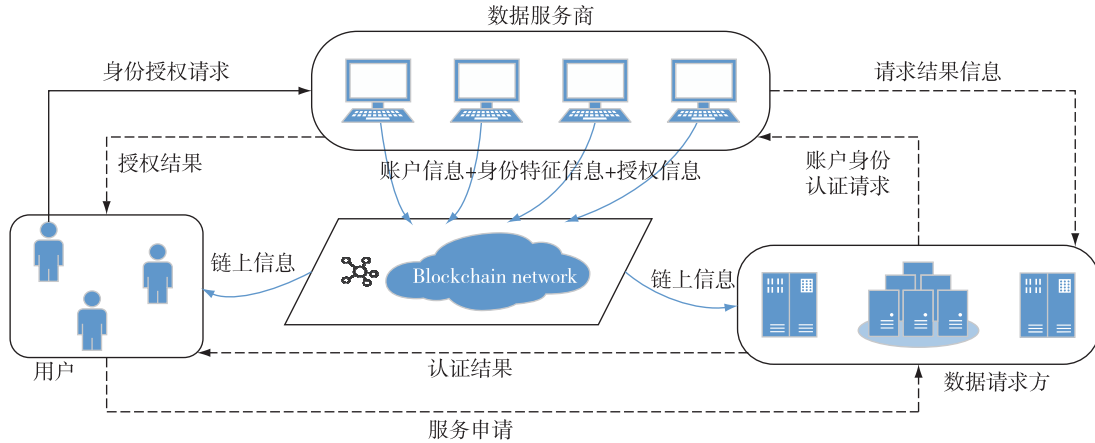 数据服务商
身份授权请求
请求结果信息
授权结果
账户信息+身份特征信息+授权信息
账户身份
认证请求
链上信息
Blockchain network
链上信息
用户
认证结果
数据请求方
服务申请